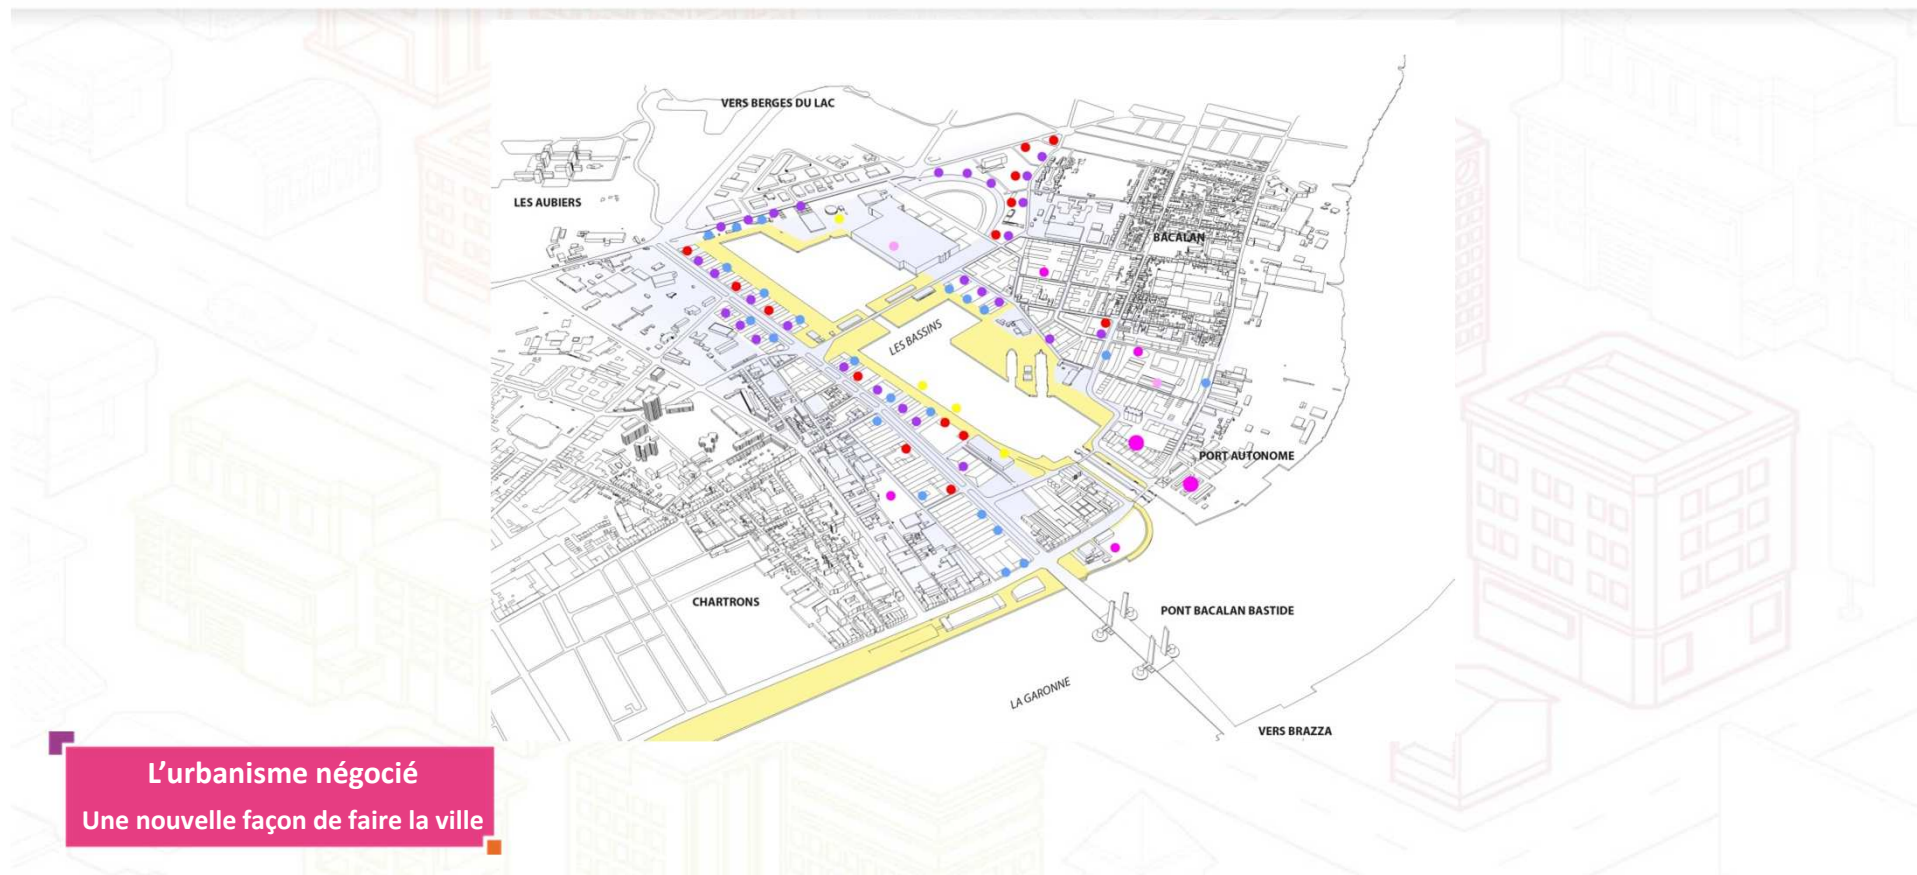 VERS BERGES DU LAC
LES AUBIERS
BACALAN
LES BASSINS
PORT AUTONOME
CHARTRONS
PONT BACALAN BASTIDE
LA GARONNE
VERS BRAZZA
L'urbanisme négocié
Une nouvelle façon de faire la ville